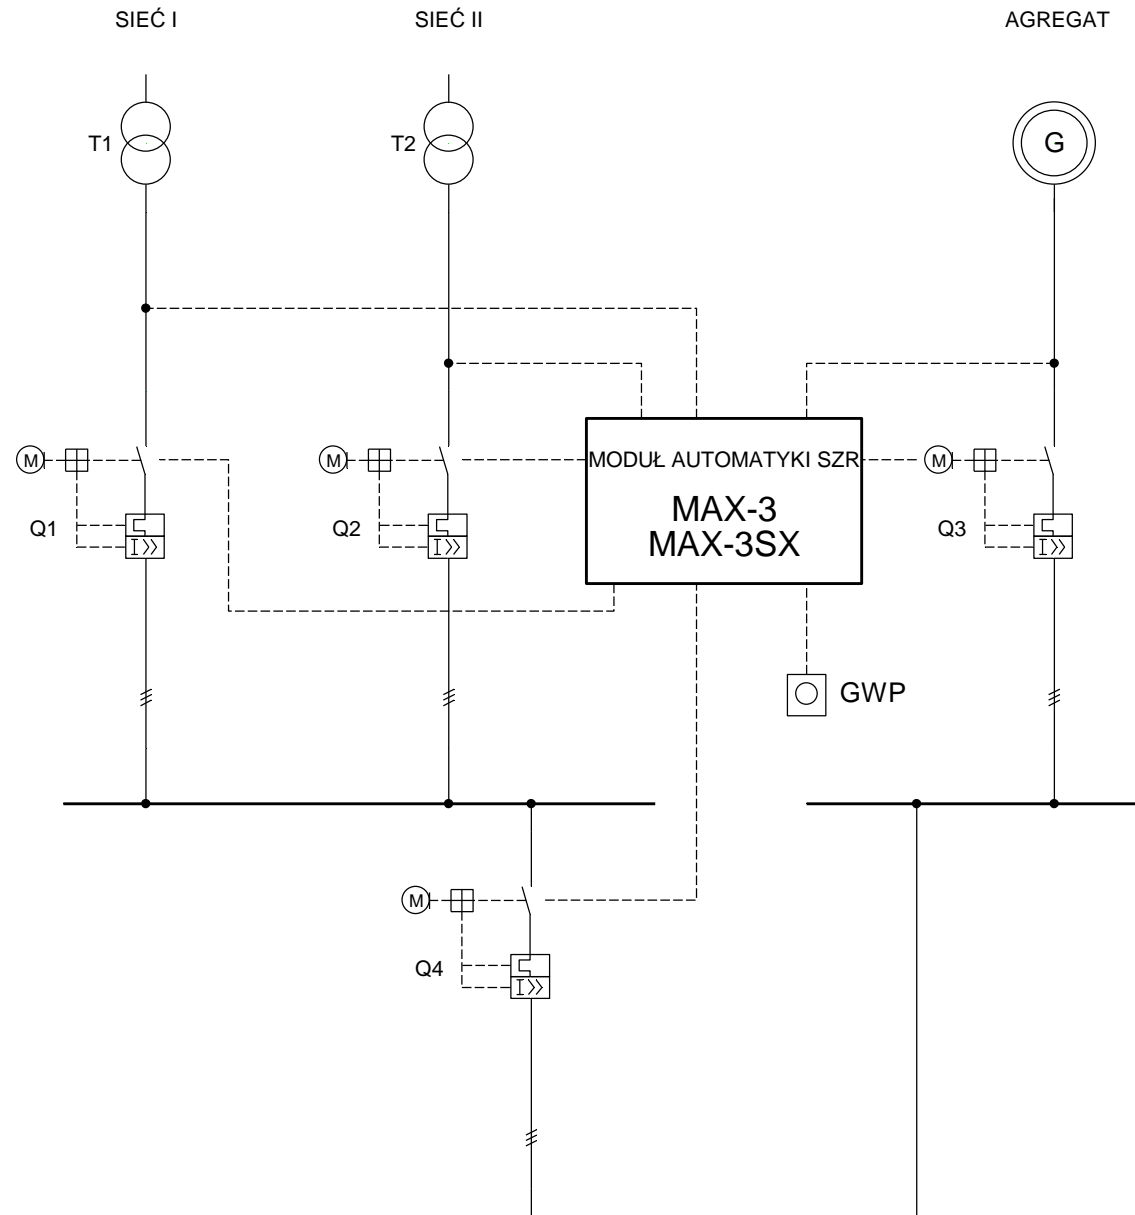 SIEĆ I
SIEĆ II
AGREGAT
T1
T2
G
M
M
MODUŁ AUTOMATYKI SZR
M
MAX-3
MAX-3SX
Q1
Q2
Q3
I>>
I>>
I>>
GWP
M
Q4
I>>